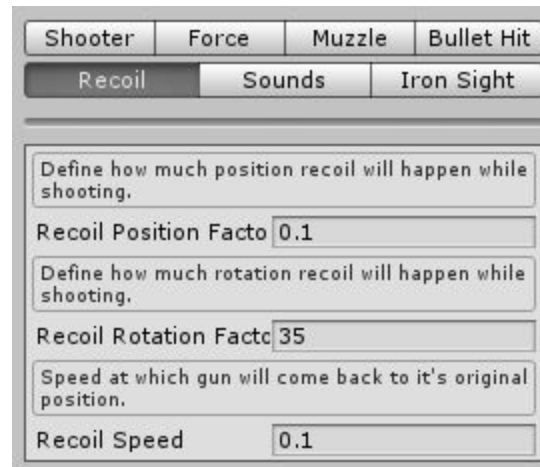 Shooter Force Muzzle Bullet Hit
Recoil Sounds Iron Sight
Define how much position recoil will happen while
shooting.
Recoil Position Facto 0.1
Define how much rotation recoil will happen while
shooting.
Recoil Rotation Factc 35
Speed at which gun will come back to it's original
position.
Recoil Speed 0.1